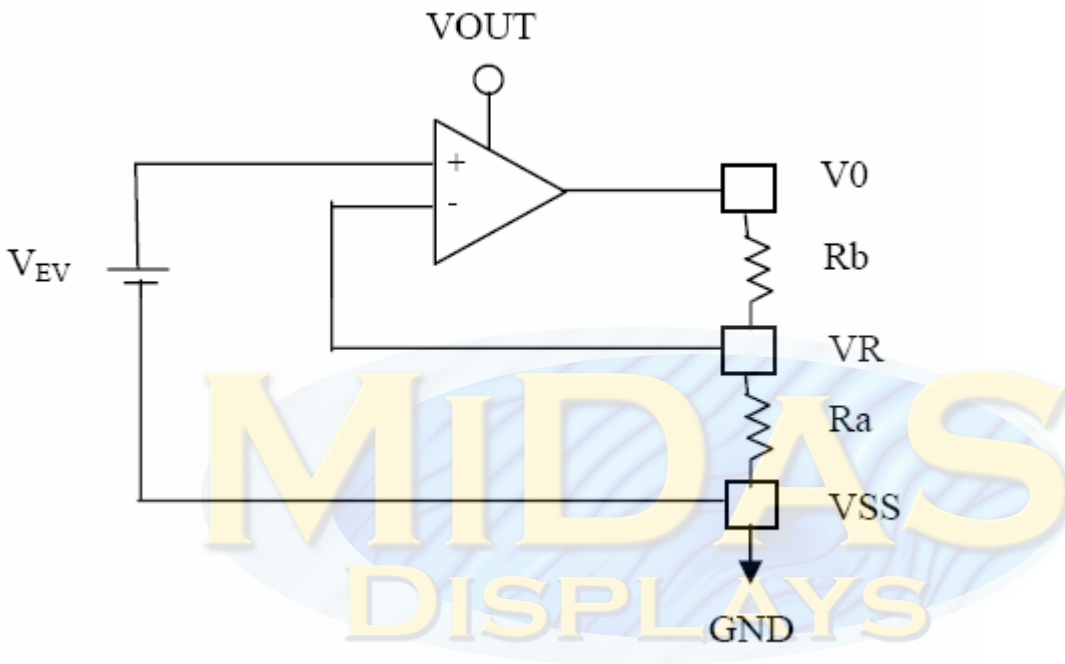 VOUT
+
-
V0
Rb
VEV
VR
Ra
VSS
GND
MIDAS
DISPLAYS